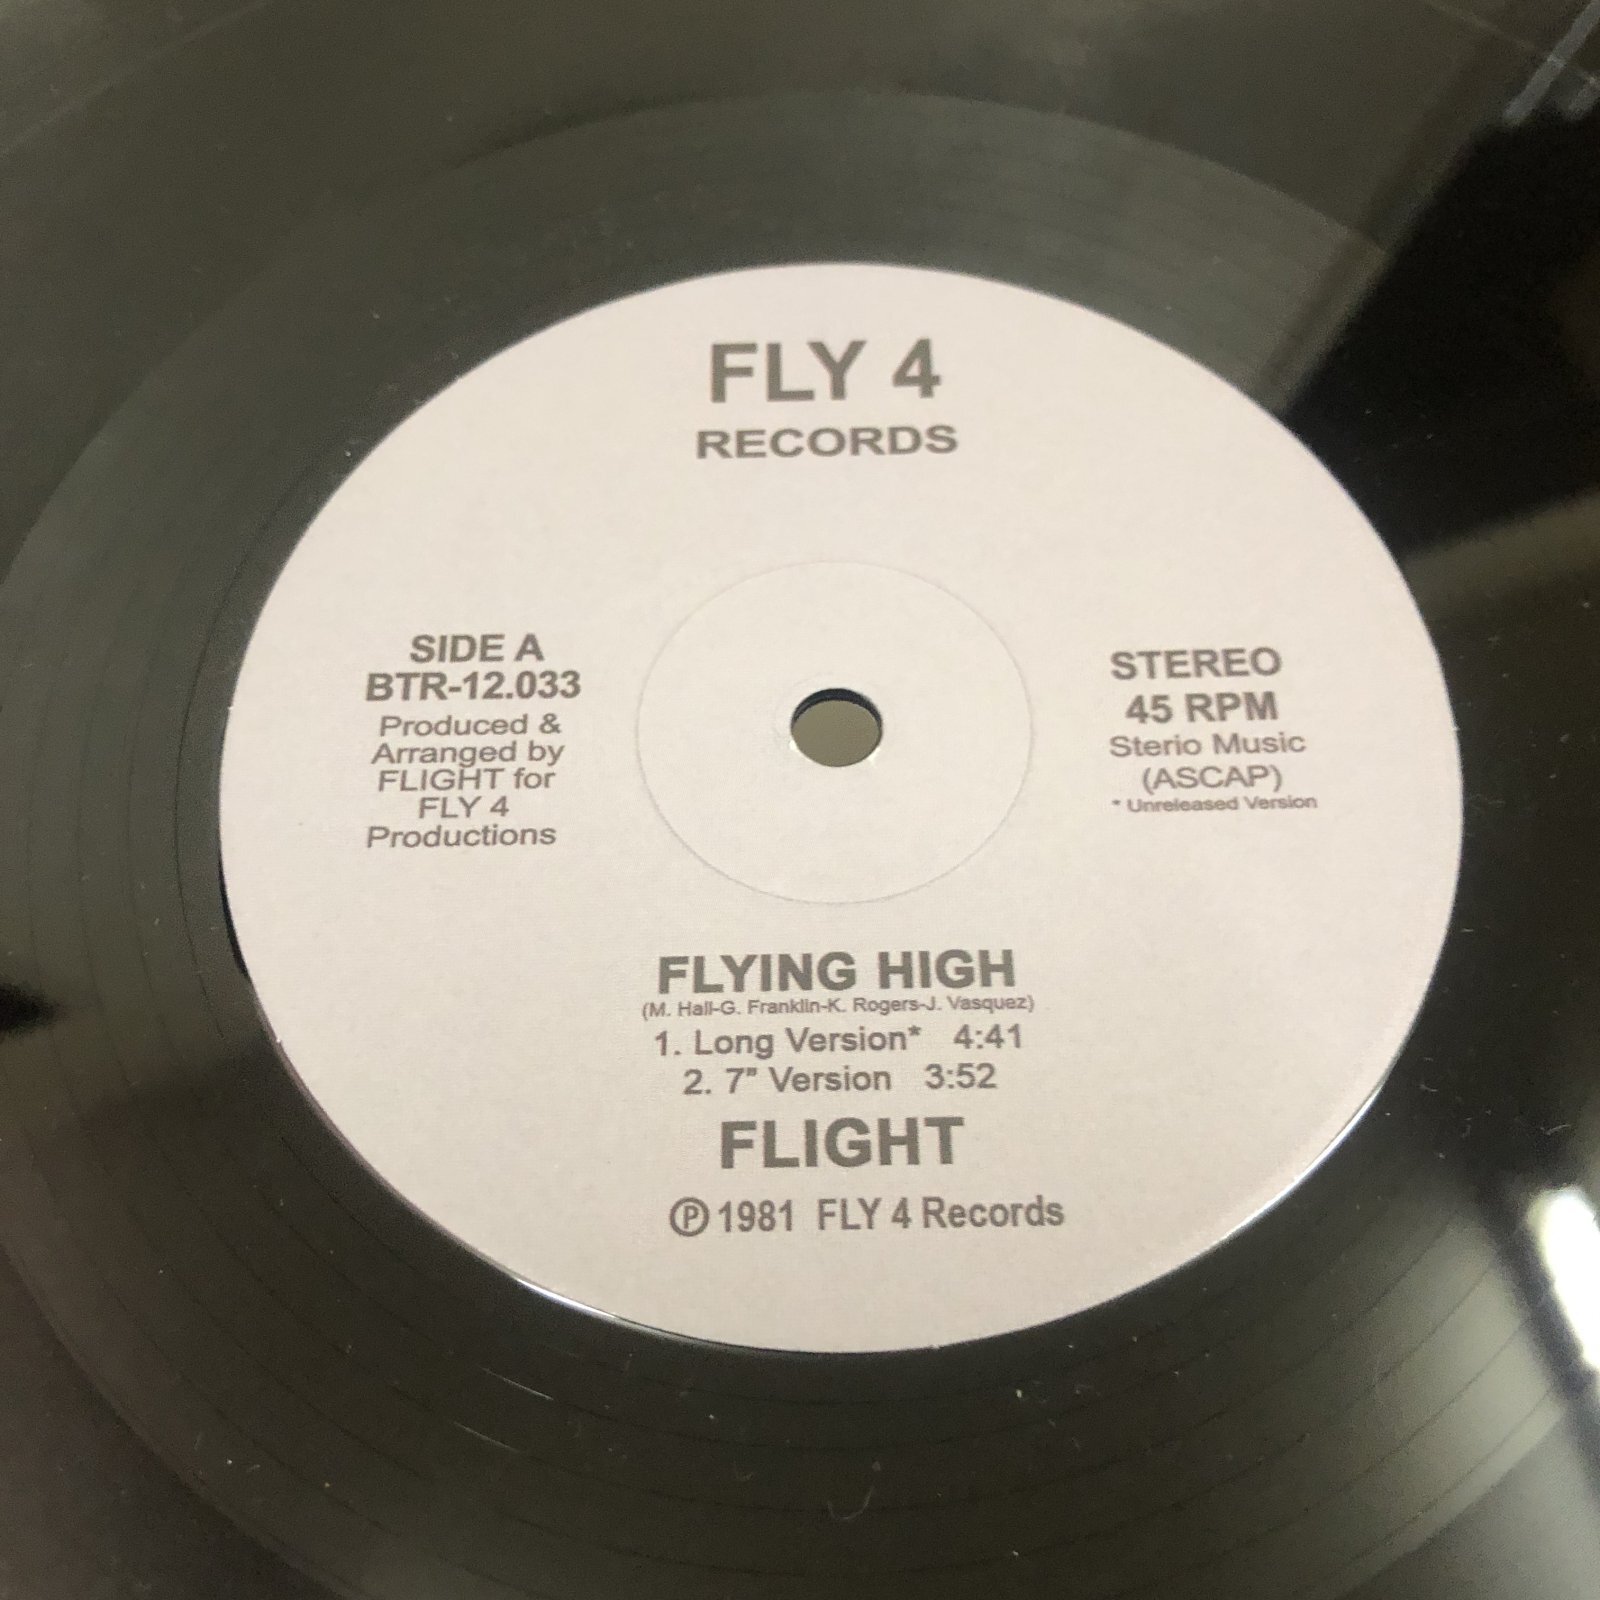 FLY 4
RECORDS
SIDE A
BTR-12.033
Produced &
Arranged by
FLIGHT for
FLY 4
Productions
STEREO
45 RPM
Sterio Music
(ASCAP)
* Unreleased Version
FLYING HIGH
(M. Hall-G. Franklin-K. Rogers-J. Vasquez)
1. Long Version* 4:41
2. 7" Version 3:52
FLIGHT
℗ 1981 FLY 4 Records